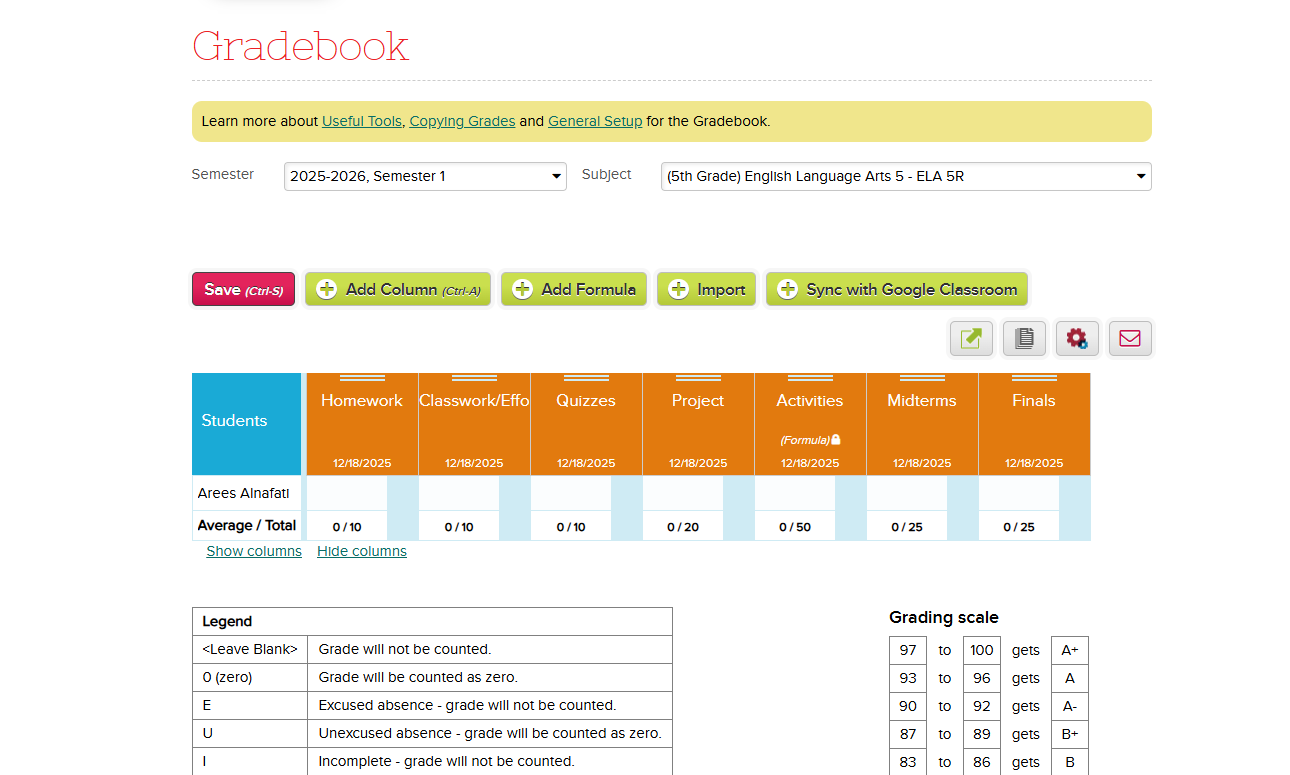 Gradebook
Learn more about Useful Tools, Copying Grades and General Setup for the Gradebook.
Semester 2025-2026, Semester 1 Subject (5th Grade) English Language Arts 5 - ELA 5R
Save (Ctrl-S) Add Column (Ctrl-A) Add Formula Import Sync with Google Classroom
Students Homework Classwork/Effo Quizzes Project Activities Midterms Finals
(Formula)
12/18/2025 12/18/2025 12/18/2025 12/18/2025 12/18/2025 12/18/2025 12/18/2025
Arees Alnafati
Average / Total 0 / 10 0 / 10 0 / 10 0 / 20 0 / 50 0 / 25 0 / 25
Show columns Hide columns
Legend
<Leave Blank> Grade will not be counted.
0 (zero) Grade will be counted as zero.
E Excused absence - grade will not be counted.
U Unexcused absence - grade will be counted as zero.
I Incomplete - grade will not be counted.
Grading scale
97 to 100 gets A+
93 to 96 gets A
90 to 92 gets A-
87 to 89 gets B+
83 to 86 gets B